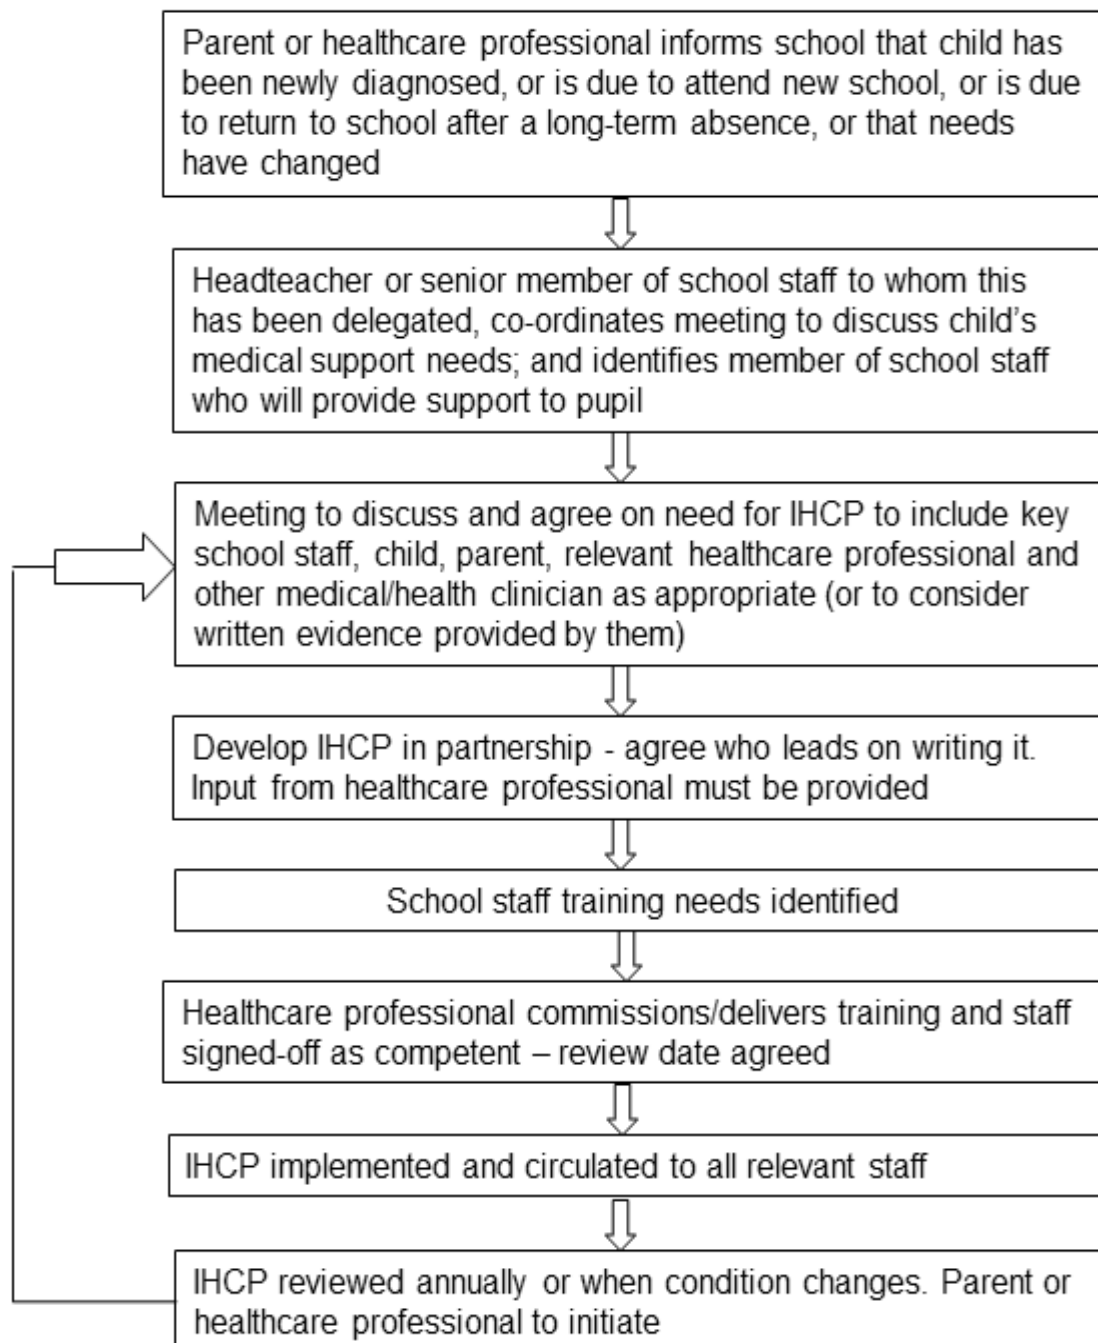 Parent or healthcare professional informs school that child has
been newly diagnosed, or is due to attend new school, or is due
to return to school after a long-term absence, or that needs
have changed
Headteacher or senior member of school staff to whom this
has been delegated, co-ordinates meeting to discuss child's
medical support needs; and identifies member of school staff
who will provide support to pupil
Meeting to discuss and agree on need for IHCP to include key
school staff, child, parent, relevant healthcare professional and
other medical/health clinician as appropriate (or to consider
written evidence provided by them)
Develop IHCP in partnership - agree who leads on writing it.
Input from healthcare professional must be provided
School staff training needs identified
Healthcare professional commissions/delivers training and staff
signed-off as competent – review date agreed
IHCP implemented and circulated to all relevant staff
IHCP reviewed annually or when condition changes. Parent or
healthcare professional to initiate